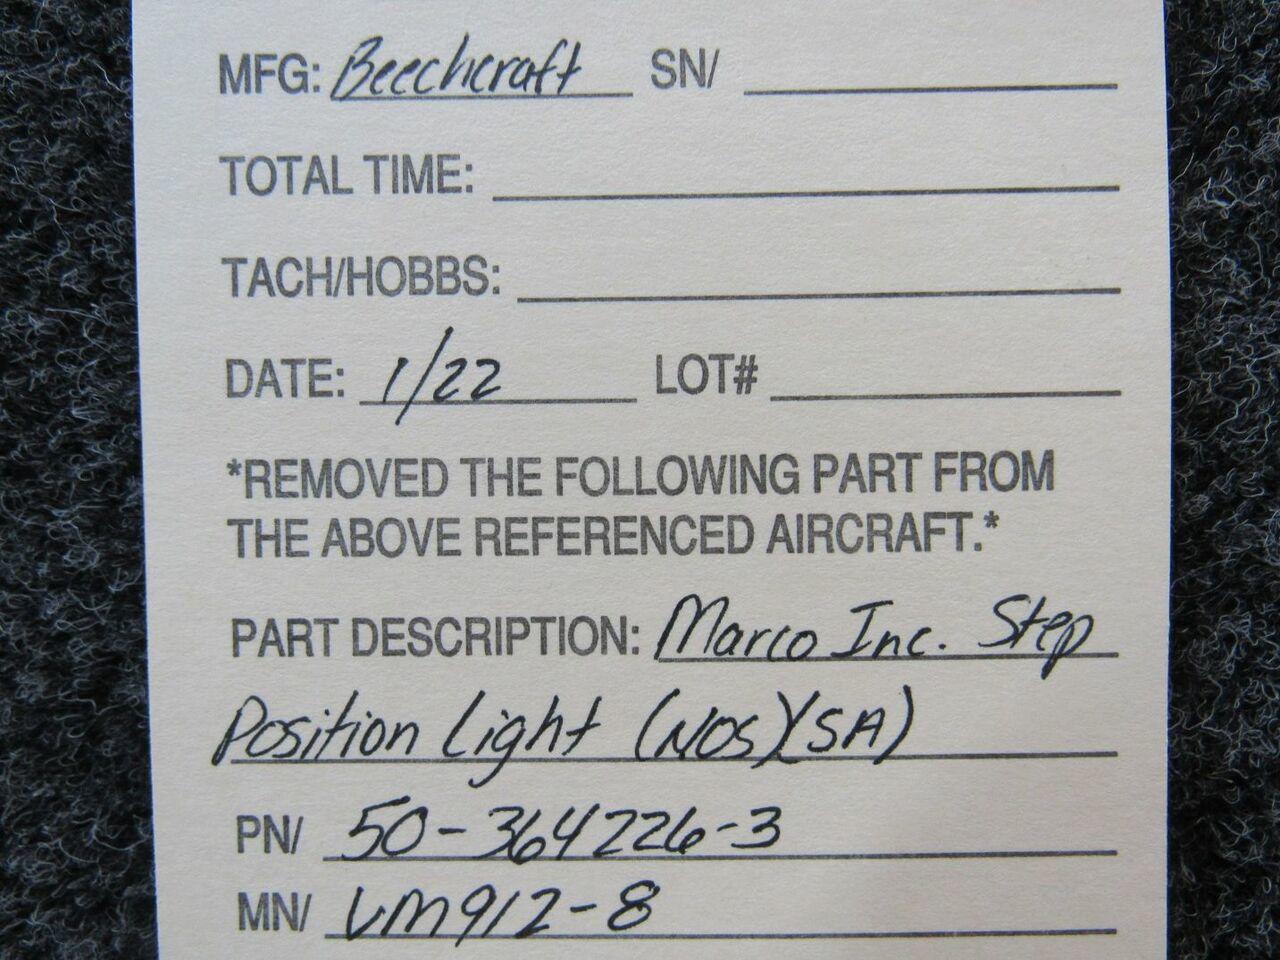 MFG: Beechcraft SN/
TOTAL TIME:
TACH/HOBBS:
DATE: 1/22 LOT#
*REMOVED THE FOLLOWING PART FROM
THE ABOVE REFERENCED AIRCRAFT.*
PART DESCRIPTION: Marco Inc. Step
Position Light (NOS)(SA)
PN/ 50-364226-3
MN/ LM912-8